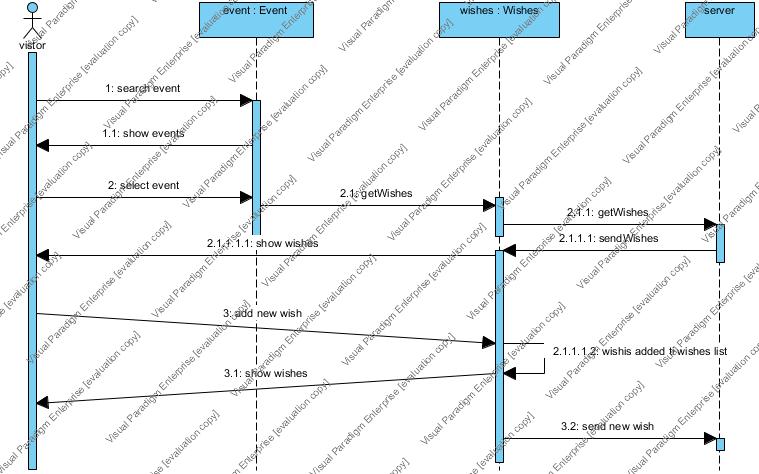 event : Event
wishes : Wishes
server
vistor
1: search event
1.1: show events
2: select event
2.1: getWishes
2.1.1: getWishes
2.1.1.1: sendWishes
2.1.1.1.1: show wishes
3: add new wish
2.1.1.1.2: wishis added t wishes list
3.1: show wishes
3.2: send new wish
Visual Paradigm Enterprise [evaluation copy]